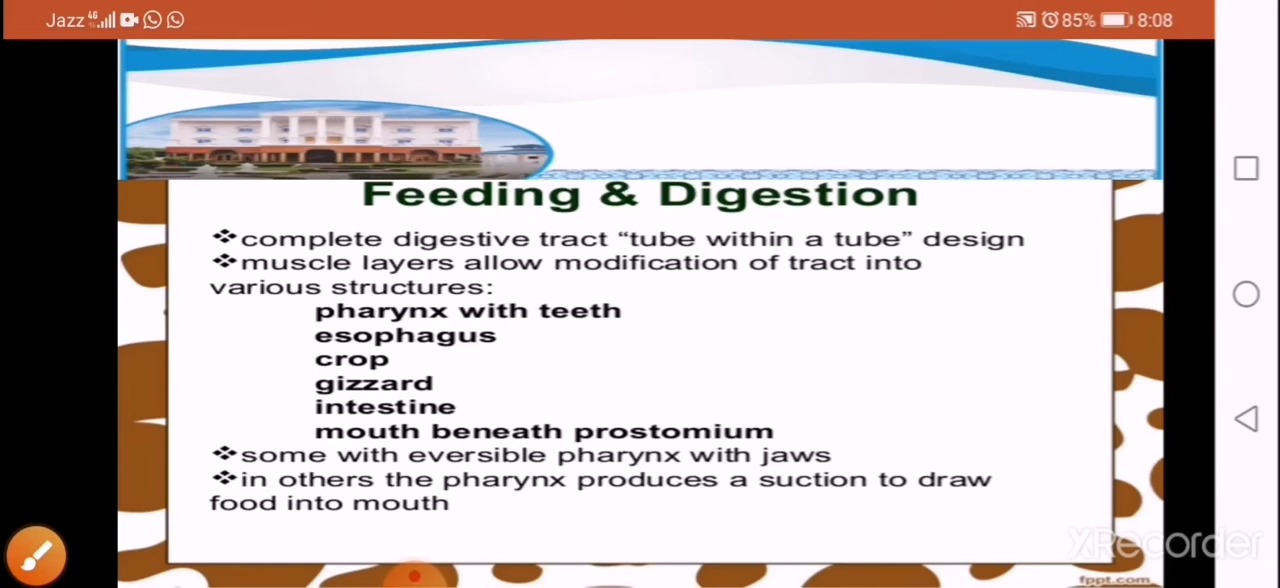 Jazz 4G 85% 8:08
Feeding & Digestion
❖complete digestive tract “tube within a tube” design
❖muscle layers allow modification of tract into
various structures:
pharynx with teeth
esophagus
crop
gizzard
intestine
mouth beneath prostomium
❖some with eversible pharynx with jaws
❖in others the pharynx produces a suction to draw
food into mouth
XRecorder
fppt.com